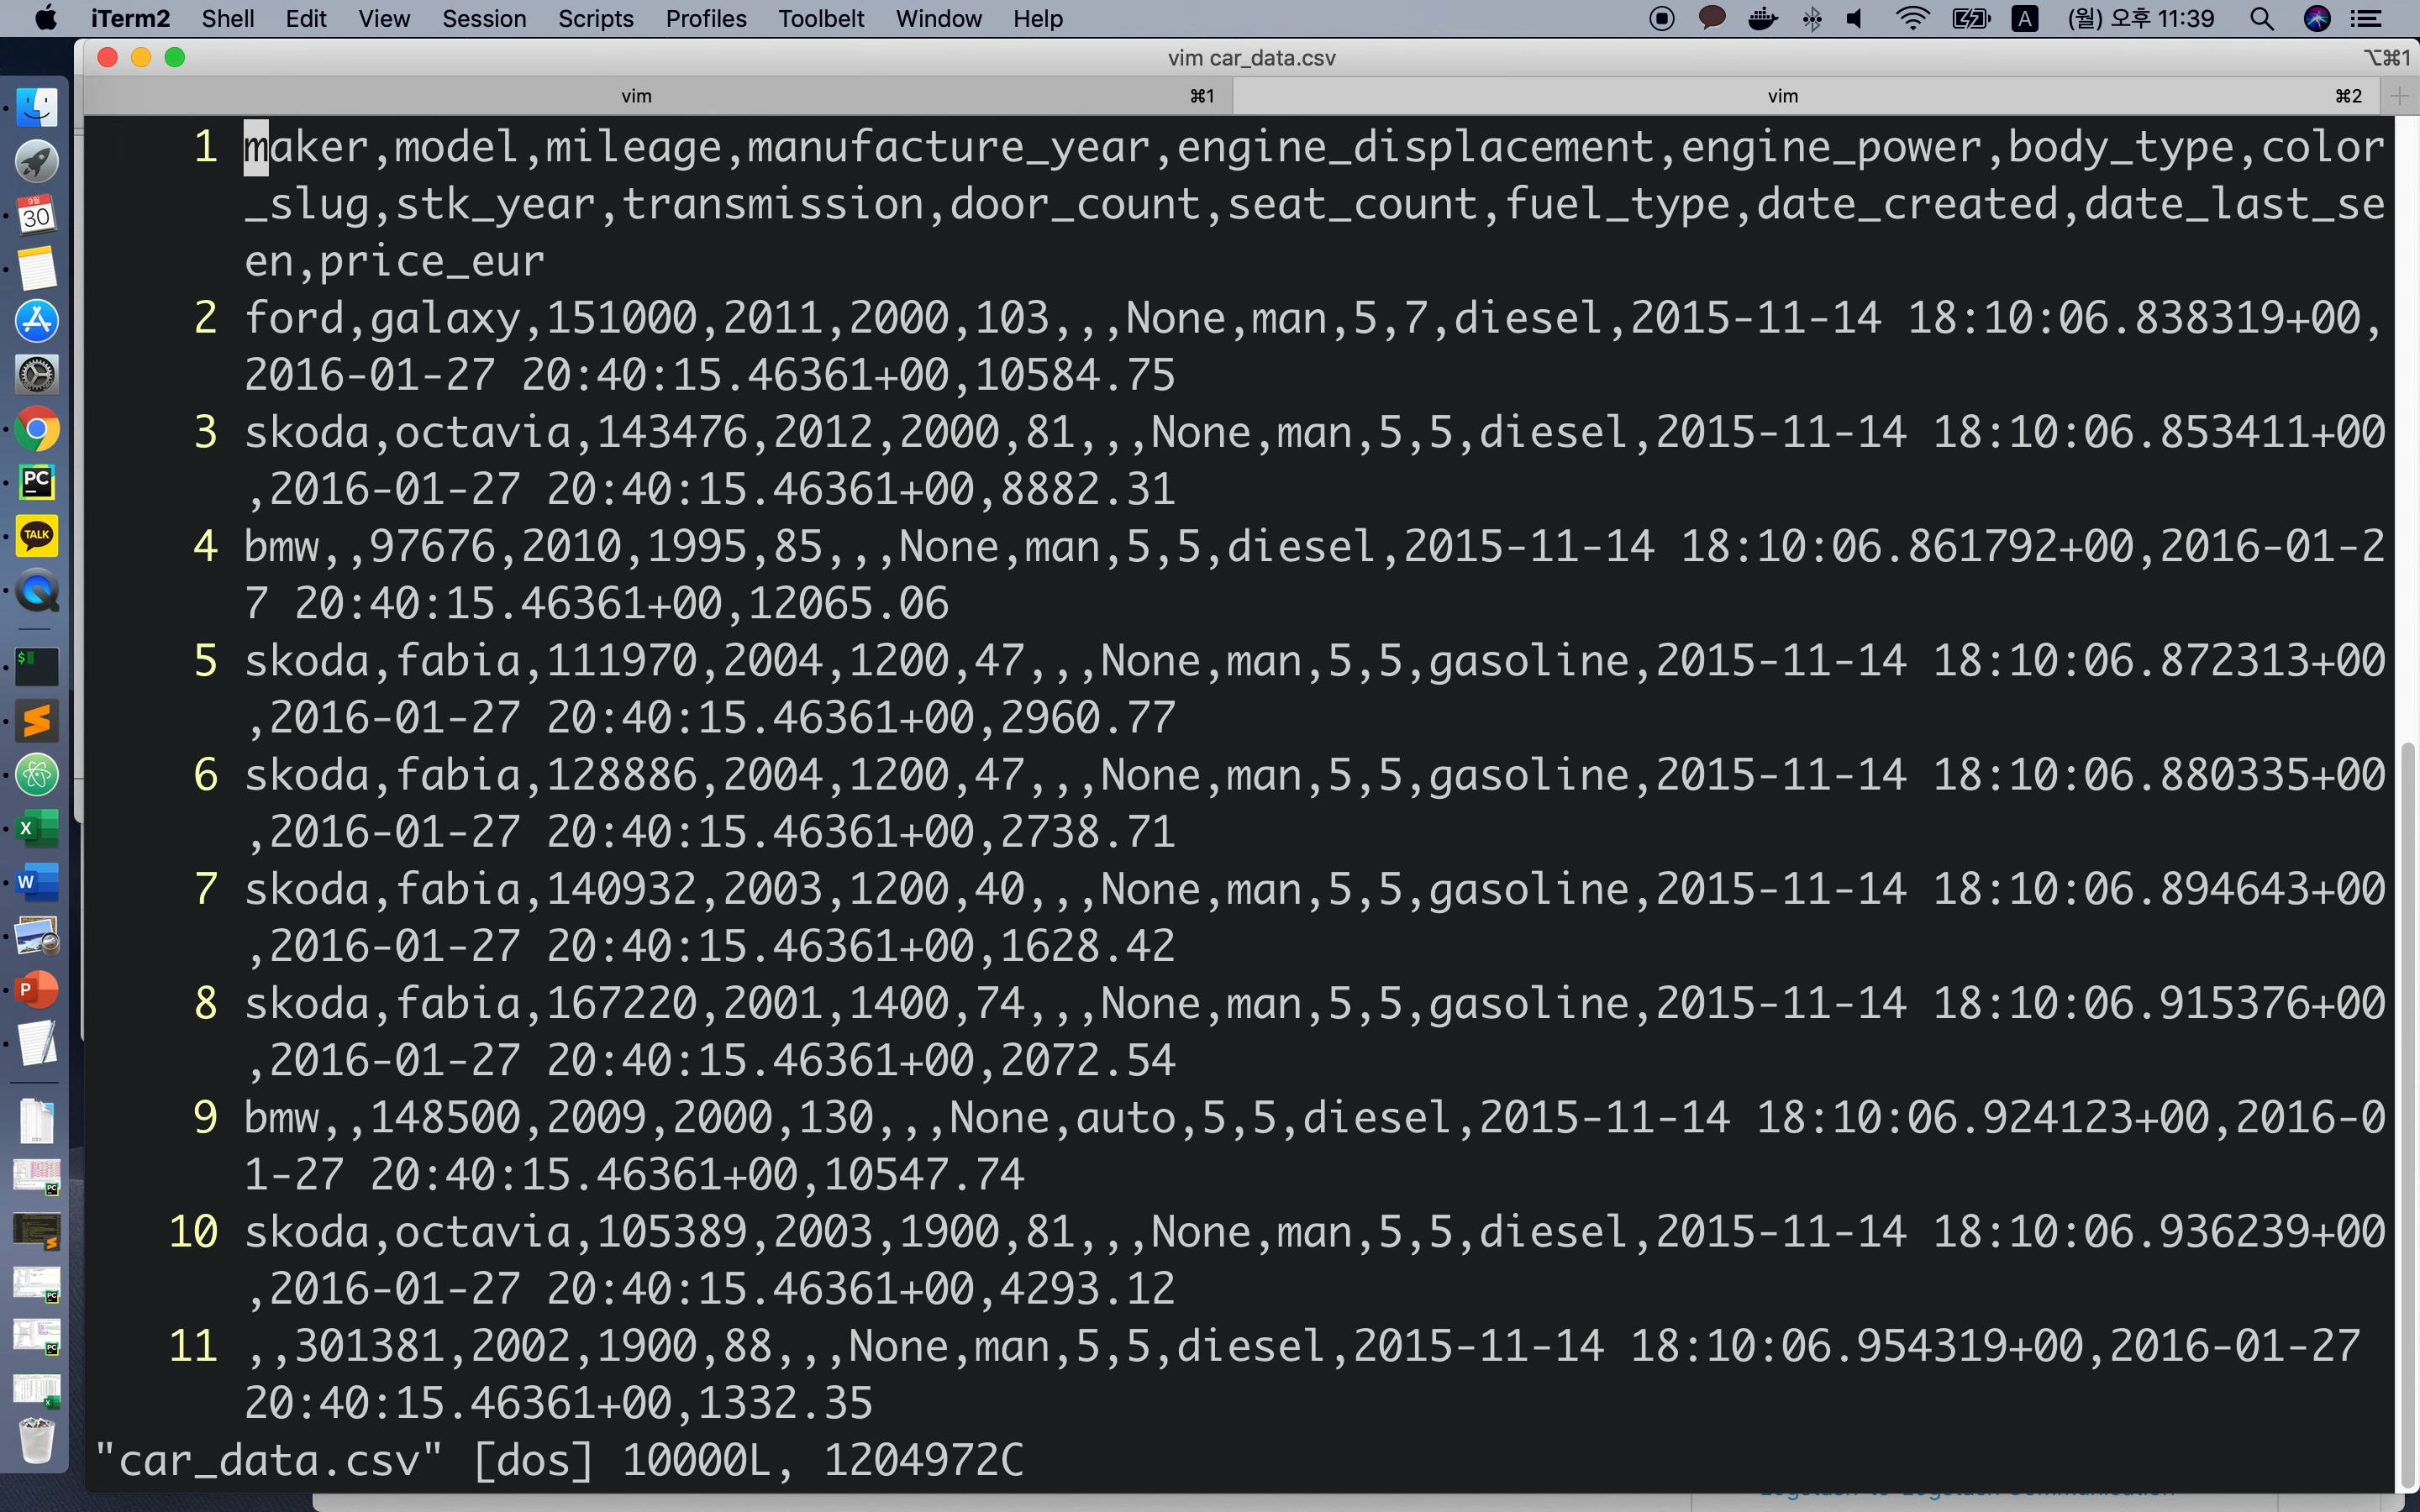 iTerm2 Shell Edit View Session Scripts Profiles Toolbelt Window Help A (월) 오후 11:39
vim car_data.csv ⌥⌘1
vim ⌘1 vim ⌘2
1 maker,model,mileage,manufacture_year,engine_displacement,engine_power,body_type,color
_slug,stk_year,transmission,door_count,seat_count,fuel_type,date_created,date_last_se
en,price_eur
2 ford,galaxy,151000,2011,2000,103,,,None,man,5,7,diesel,2015-11-14 18:10:06.838319+00,
2016-01-27 20:40:15.46361+00,10584.75
3 skoda,octavia,143476,2012,2000,81,,,None,man,5,5,diesel,2015-11-14 18:10:06.853411+00
,2016-01-27 20:40:15.46361+00,8882.31
4 bmw,,97676,2010,1995,85,,,None,man,5,5,diesel,2015-11-14 18:10:06.861792+00,2016-01-2
7 20:40:15.46361+00,12065.06
5 skoda,fabia,111970,2004,1200,47,,,None,man,5,5,gasoline,2015-11-14 18:10:06.872313+00
,2016-01-27 20:40:15.46361+00,2960.77
6 skoda,fabia,128886,2004,1200,47,,,None,man,5,5,gasoline,2015-11-14 18:10:06.880335+00
,2016-01-27 20:40:15.46361+00,2738.71
7 skoda,fabia,140932,2003,1200,40,,,None,man,5,5,gasoline,2015-11-14 18:10:06.894643+00
,2016-01-27 20:40:15.46361+00,1628.42
8 skoda,fabia,167220,2001,1400,74,,,None,man,5,5,gasoline,2015-11-14 18:10:06.915376+00
,2016-01-27 20:40:15.46361+00,2072.54
9 bmw,,148500,2009,2000,130,,,None,auto,5,5,diesel,2015-11-14 18:10:06.924123+00,2016-0
1-27 20:40:15.46361+00,10547.74
10 skoda,octavia,105389,2003,1900,81,,,None,man,5,5,diesel,2015-11-14 18:10:06.936239+00
,2016-01-27 20:40:15.46361+00,4293.12
11 ,,301381,2002,1900,88,,,None,man,5,5,diesel,2015-11-14 18:10:06.954319+00,2016-01-27
20:40:15.46361+00,1332.35
"car_data.csv" [dos] 10000L, 1204972C
9월
30
PC
TALK
$
X
W
P